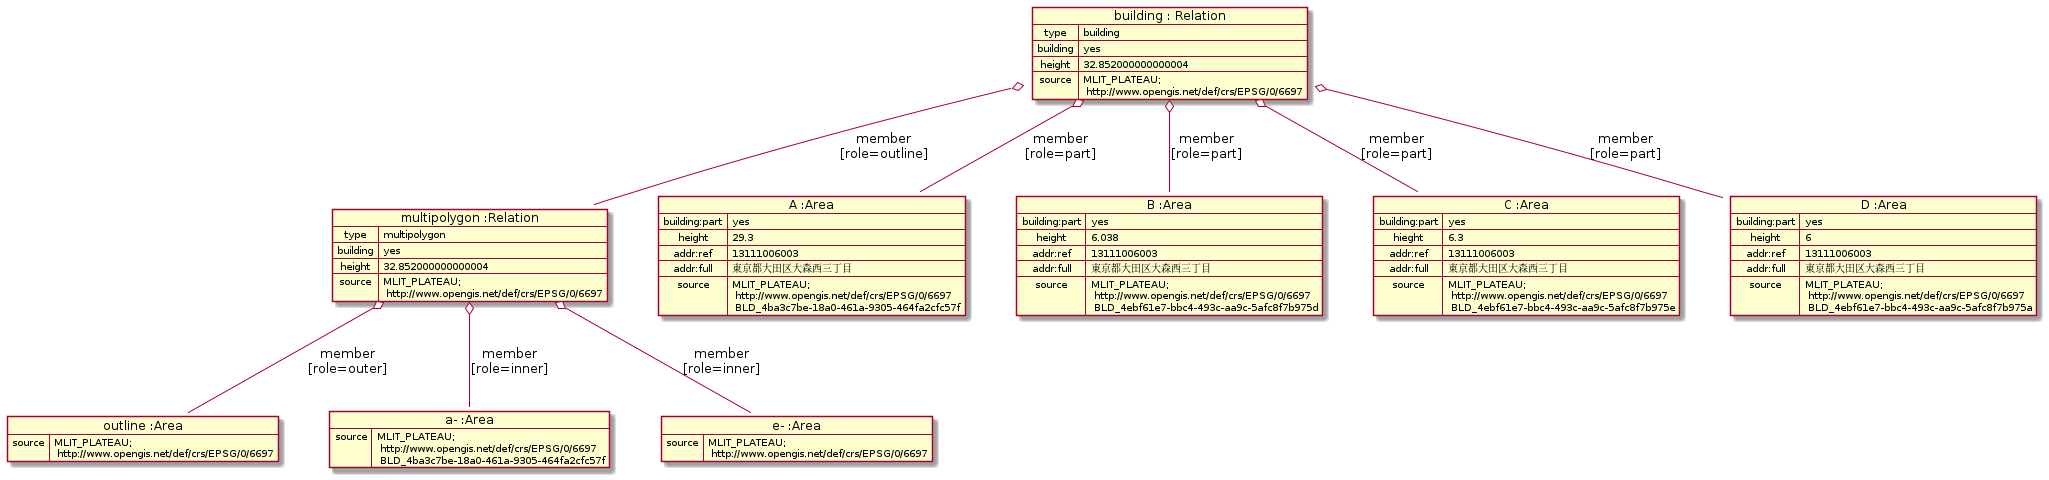 building : Relation
type building
building yes
height 32.852000000000004
source MLIT_PLATEAU;
http://www.opengis.net/def/crs/EPSG/0/6697
member
[role=outline]
member
[role=part]
member
[role=part]
member
[role=part]
member
[role=part]
multipolygon :Relation
type multipolygon
building yes
height 32.852000000000004
source MLIT_PLATEAU;
http://www.opengis.net/def/crs/EPSG/0/6697
A :Area
building:part yes
height 29.3
addr:ref 13111006003
addr:full 東京都大田区大森西三丁目
source MLIT_PLATEAU;
http://www.opengis.net/def/crs/EPSG/0/6697
BLD_4ba3c7be-18a0-461a-9305-464fa2cfc57f
B :Area
building:part yes
height 6.038
addr:ref 13111006003
addr:full 東京都大田区大森西三丁目
source MLIT_PLATEAU;
http://www.opengis.net/def/crs/EPSG/0/6697
BLD_4ebf61e7-bbc4-493c-aa9c-5afc8f7b975d
C :Area
building:part yes
hieght 6.3
addr:ref 13111006003
addr:full 東京都大田区大森西三丁目
source MLIT_PLATEAU;
http://www.opengis.net/def/crs/EPSG/0/6697
BLD_4ebf61e7-bbc4-493c-aa9c-5afc8f7b975e
D :Area
building:part yes
height 6
addr:ref 13111006003
addr:full 東京都大田区大森西三丁目
source MLIT_PLATEAU;
http://www.opengis.net/def/crs/EPSG/0/6697
BLD_4ebf61e7-bbc4-493c-aa9c-5afc8f7b975a
member
[role=outer]
member
[role=inner]
member
[role=inner]
outline :Area
source MLIT_PLATEAU;
http://www.opengis.net/def/crs/EPSG/0/6697
a- :Area
source MLIT_PLATEAU;
http://www.opengis.net/def/crs/EPSG/0/6697
BLD_4ba3c7be-18a0-461a-9305-464fa2cfc57f
e- :Area
source MLIT_PLATEAU;
http://www.opengis.net/def/crs/EPSG/0/6697